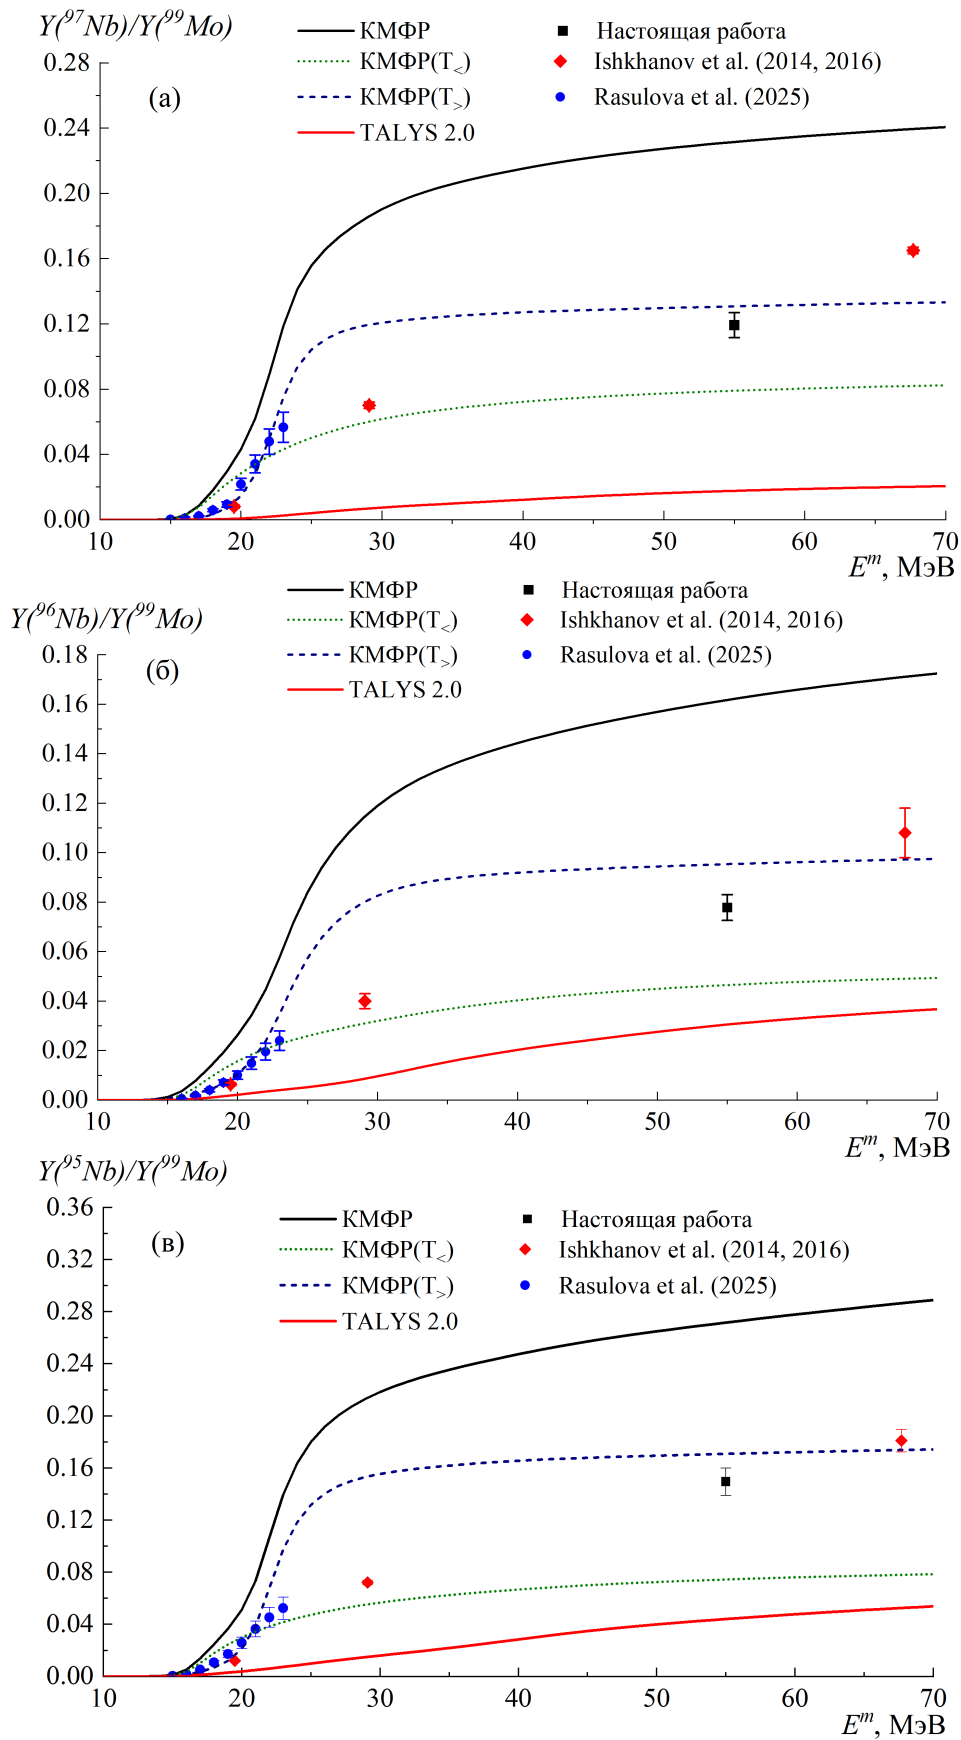 Y(⁹⁷Nb)/Y(⁹⁹Mo)
КМФР
КМФР(T<)
КМФР(T>)
TALYS 2.0
Настоящая работа
Ishkhanov et al. (2014, 2016)
Rasulova et al. (2025)
(а)
0.28
0.24
0.20
0.16
0.12
0.08
0.04
0.00
10 20 30 40 50 60 70
Eᵐ, МэВ
Y(⁹⁶Nb)/Y(⁹⁹Mo)
КМФР
КМФР(T<)
КМФР(T>)
TALYS 2.0
Настоящая работа
Ishkhanov et al. (2014, 2016)
Rasulova et al. (2025)
(б)
0.18
0.16
0.14
0.12
0.10
0.08
0.06
0.04
0.02
0.00
10 20 30 40 50 60 70
Eᵐ, МэВ
Y(⁹⁵Nb)/Y(⁹⁹Mo)
КМФР
КМФР(T<)
КМФР(T>)
TALYS 2.0
Настоящая работа
Ishkhanov et al. (2014, 2016)
Rasulova et al. (2025)
(в)
0.36
0.32
0.28
0.24
0.20
0.16
0.12
0.08
0.04
0.00
10 20 30 40 50 60 70
Eᵐ, МэВ